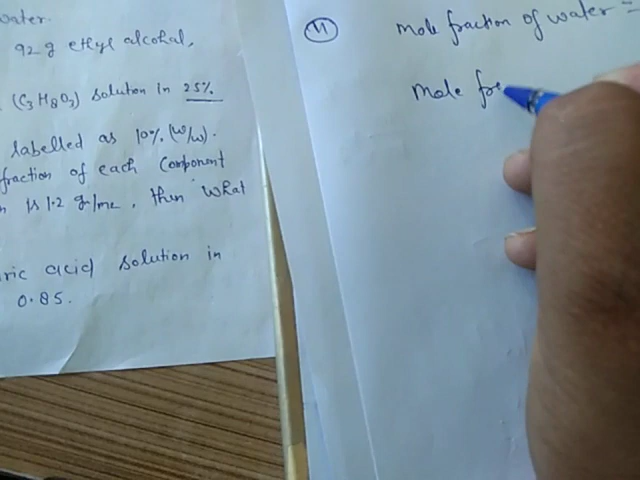 water.
92 g ethyl alcohol,
(C3H8O3) solution in 25%
labelled as 10% (w/w).
fraction of each component
is 1.2 g/mL, then what
ric acid solution in
0.85.
11
mole fraction of water =
mole fra